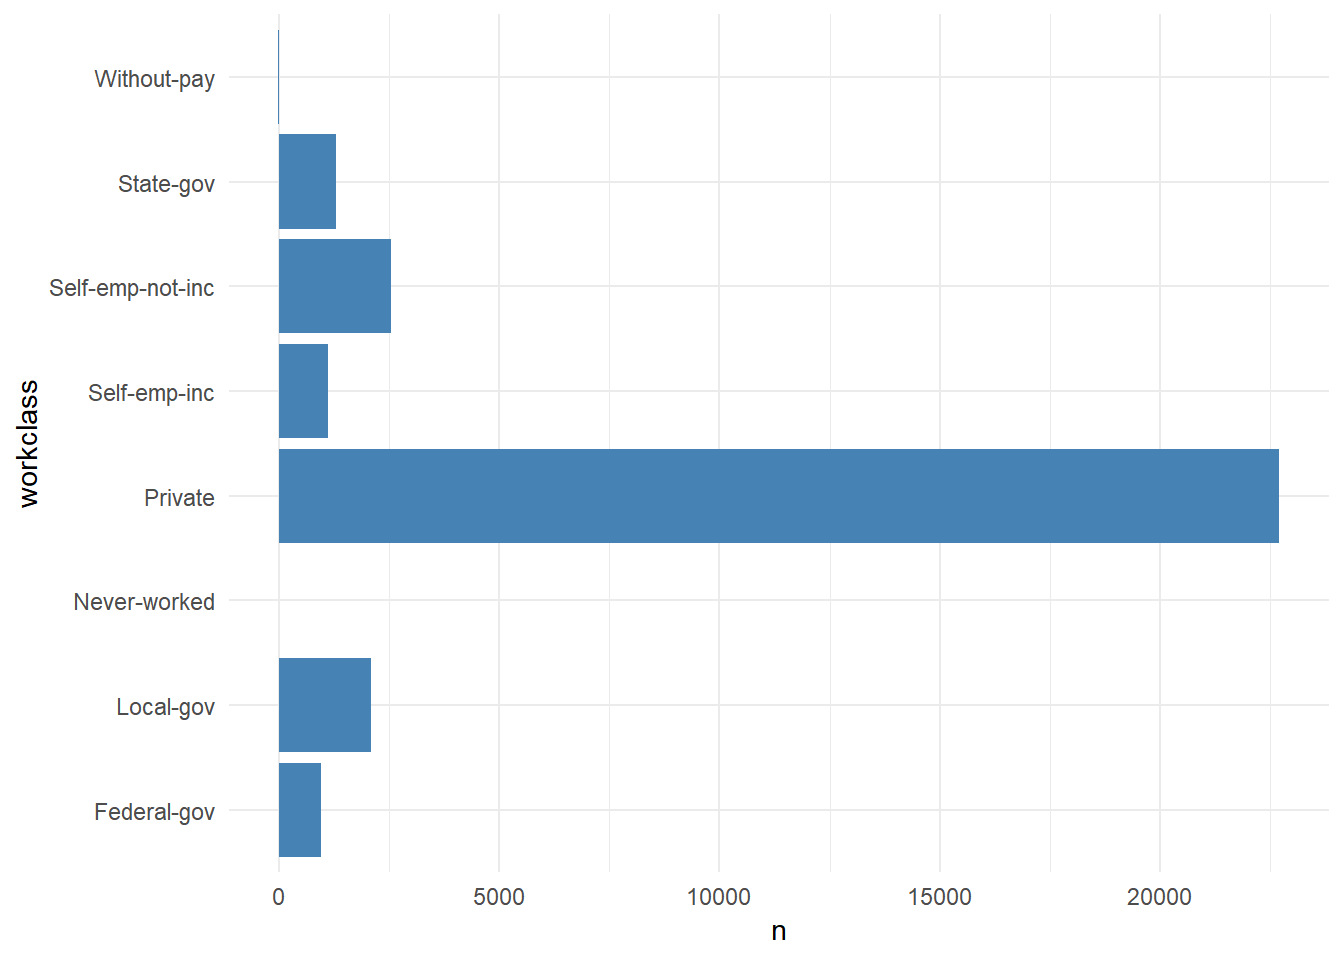 Without-pay
State-gov
Self-emp-not-inc
Self-emp-inc
Private
Never-worked
Local-gov
Federal-gov
workclass
0 5000 10000 15000 20000
n